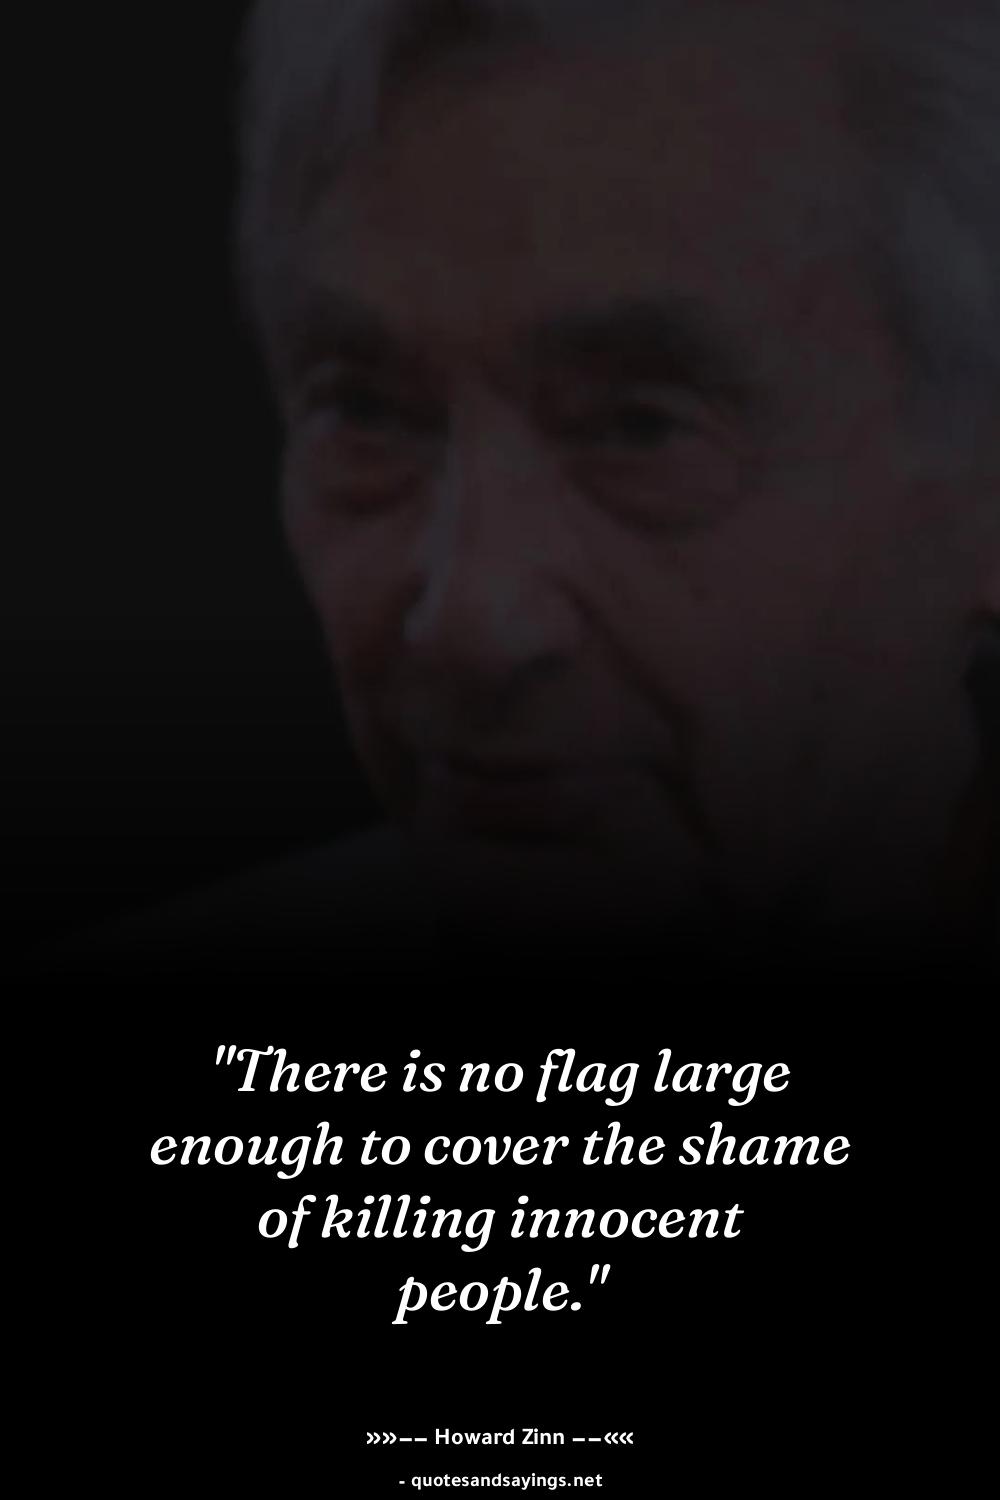 "There is no flag large
enough to cover the shame
of killing innocent
people."
»»−− Howard Zinn −−««
- quotesandsayings.net